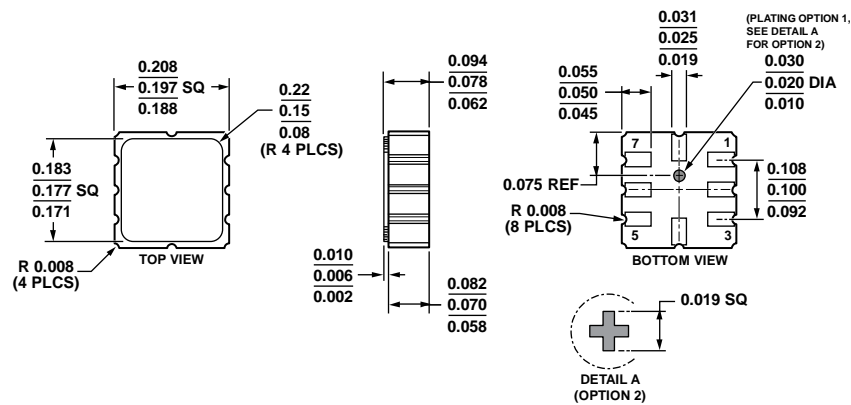 0.208
0.197 SQ
0.188
0.22
0.15
0.08
(R 4 PLCS)
0.183
0.177 SQ
0.171
R 0.008
(4 PLCS)
TOP VIEW
0.094
0.078
0.062
0.010
0.006
0.002
0.082
0.070
0.058
0.031
0.025
0.019
(PLATING OPTION 1,
SEE DETAIL A
FOR OPTION 2)
0.030
0.020 DIA
0.010
0.055
0.050
0.045
7
1
0.075 REF
0.108
0.100
0.092
R 0.008
(8 PLCS)
5
3
BOTTOM VIEW
0.019 SQ
DETAIL A
(OPTION 2)